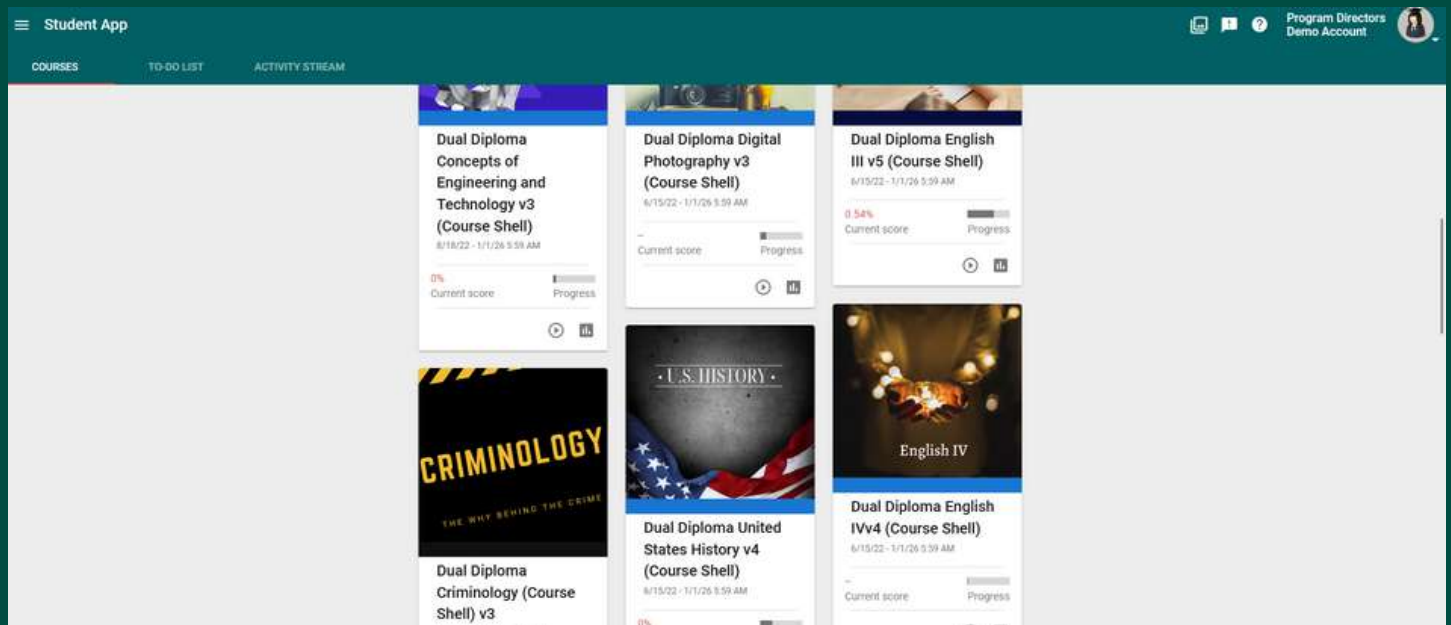 Student App
Program Directors
Demo Account
COURSES
TO-DO LIST
ACTIVITY STREAM
Dual Diploma
Concepts of
Engineering and
Technology v3
(Course Shell)
8/18/22 - 1/1/26 5:59 AM
0%
Current score
Progress
Dual Diploma Digital
Photography v3
(Course Shell)
6/15/22 - 1/1/26 5:59 AM
–
Current score
Progress
Dual Diploma English
III v5 (Course Shell)
6/15/22 - 1/1/26 5:59 AM
0.54%
Current score
Progress
CRIMINOLOGY
THE WHY BEHIND THE CRIME
Dual Diploma
Criminology (Course
Shell) v3
• U.S. HISTORY •
Dual Diploma United
States History v4
(Course Shell)
6/15/22 - 1/1/26 5:59 AM
0%
English IV
Dual Diploma English
IVv4 (Course Shell)
6/15/22 - 1/1/26 5:59 AM
–
Current score
Progress